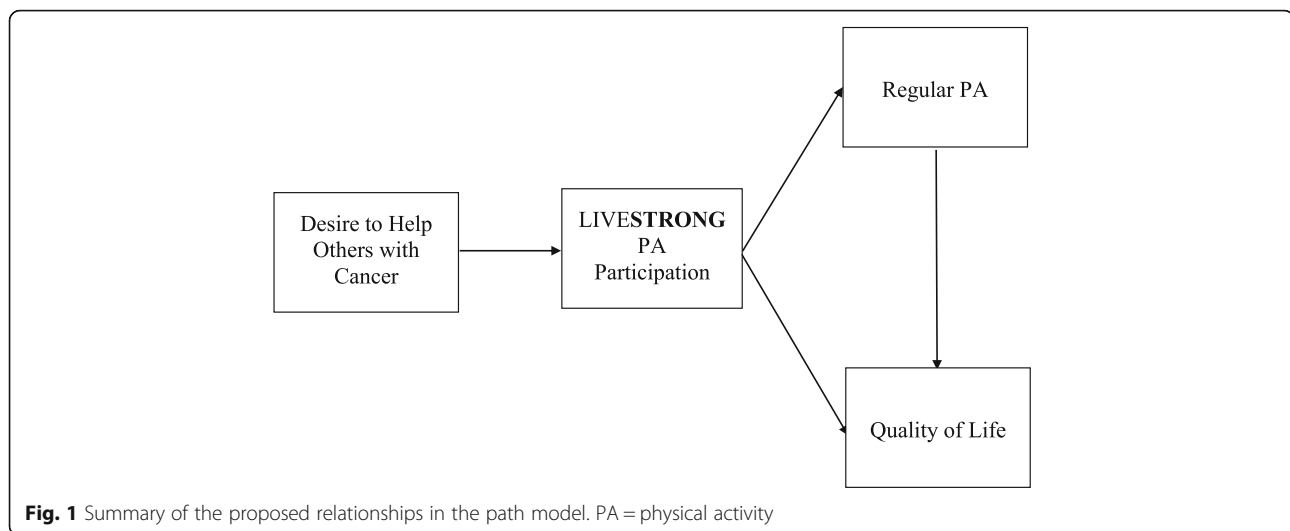 Regular PA
Desire to Help
Others with
Cancer
LIVESTRONG
PA
Participation
Quality of Life
Fig. 1 Summary of the proposed relationships in the path model. PA = physical activity